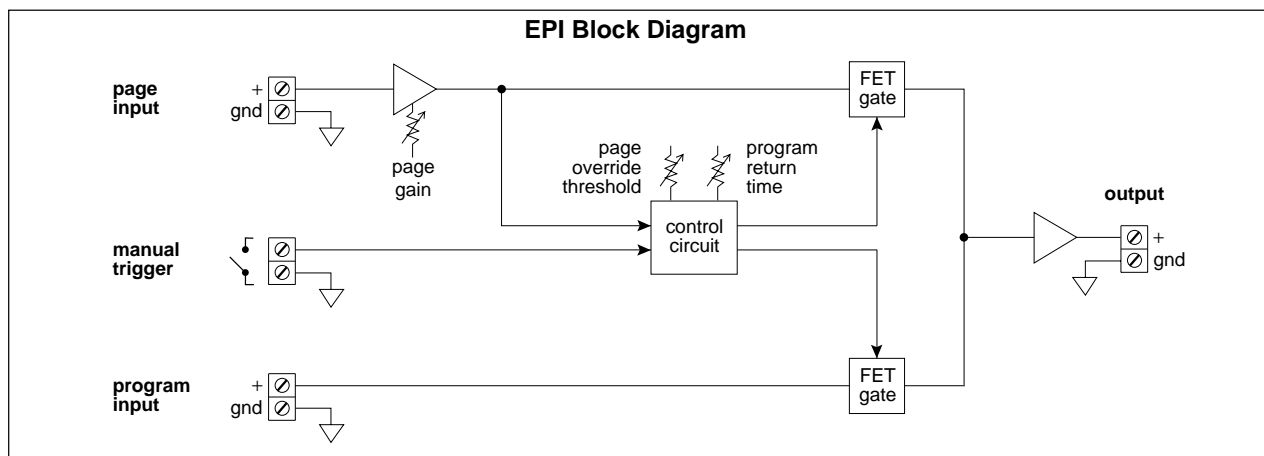 EPI Block Diagram
page
input
+
gnd
page
gain
FET
gate
page
override
threshold
program
return
time
control
circuit
manual
trigger
output
+
gnd
program
input
+
gnd
FET
gate